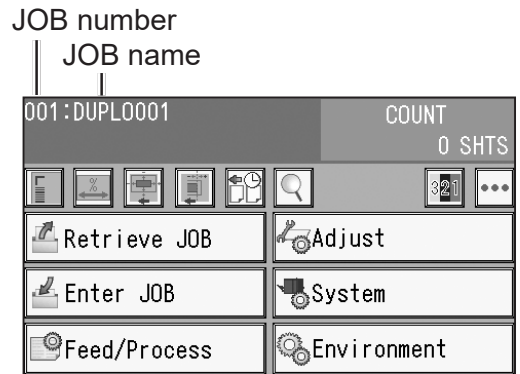 JOB number
JOB name
001:DUPLO001
COUNT
0 SHTS
%
321
Retrieve JOB
Adjust
Enter JOB
System
Feed/Process
Environment